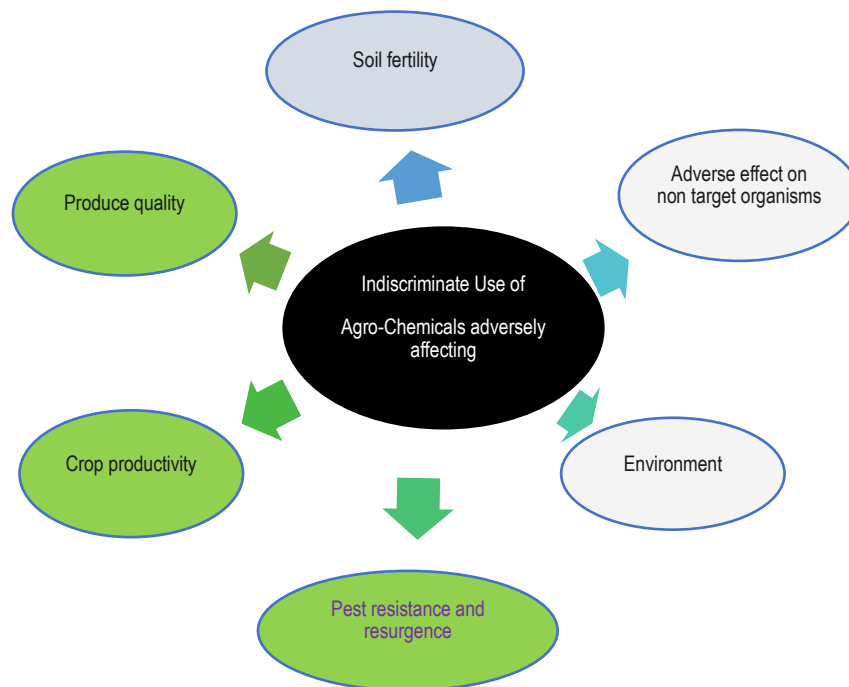 Soil fertility
Adverse effect on
non target organisms
Produce quality
Indiscriminate Use of
Agro-Chemicals adversely
affecting
Crop productivity
Environment
Pest resistance and
resurgence